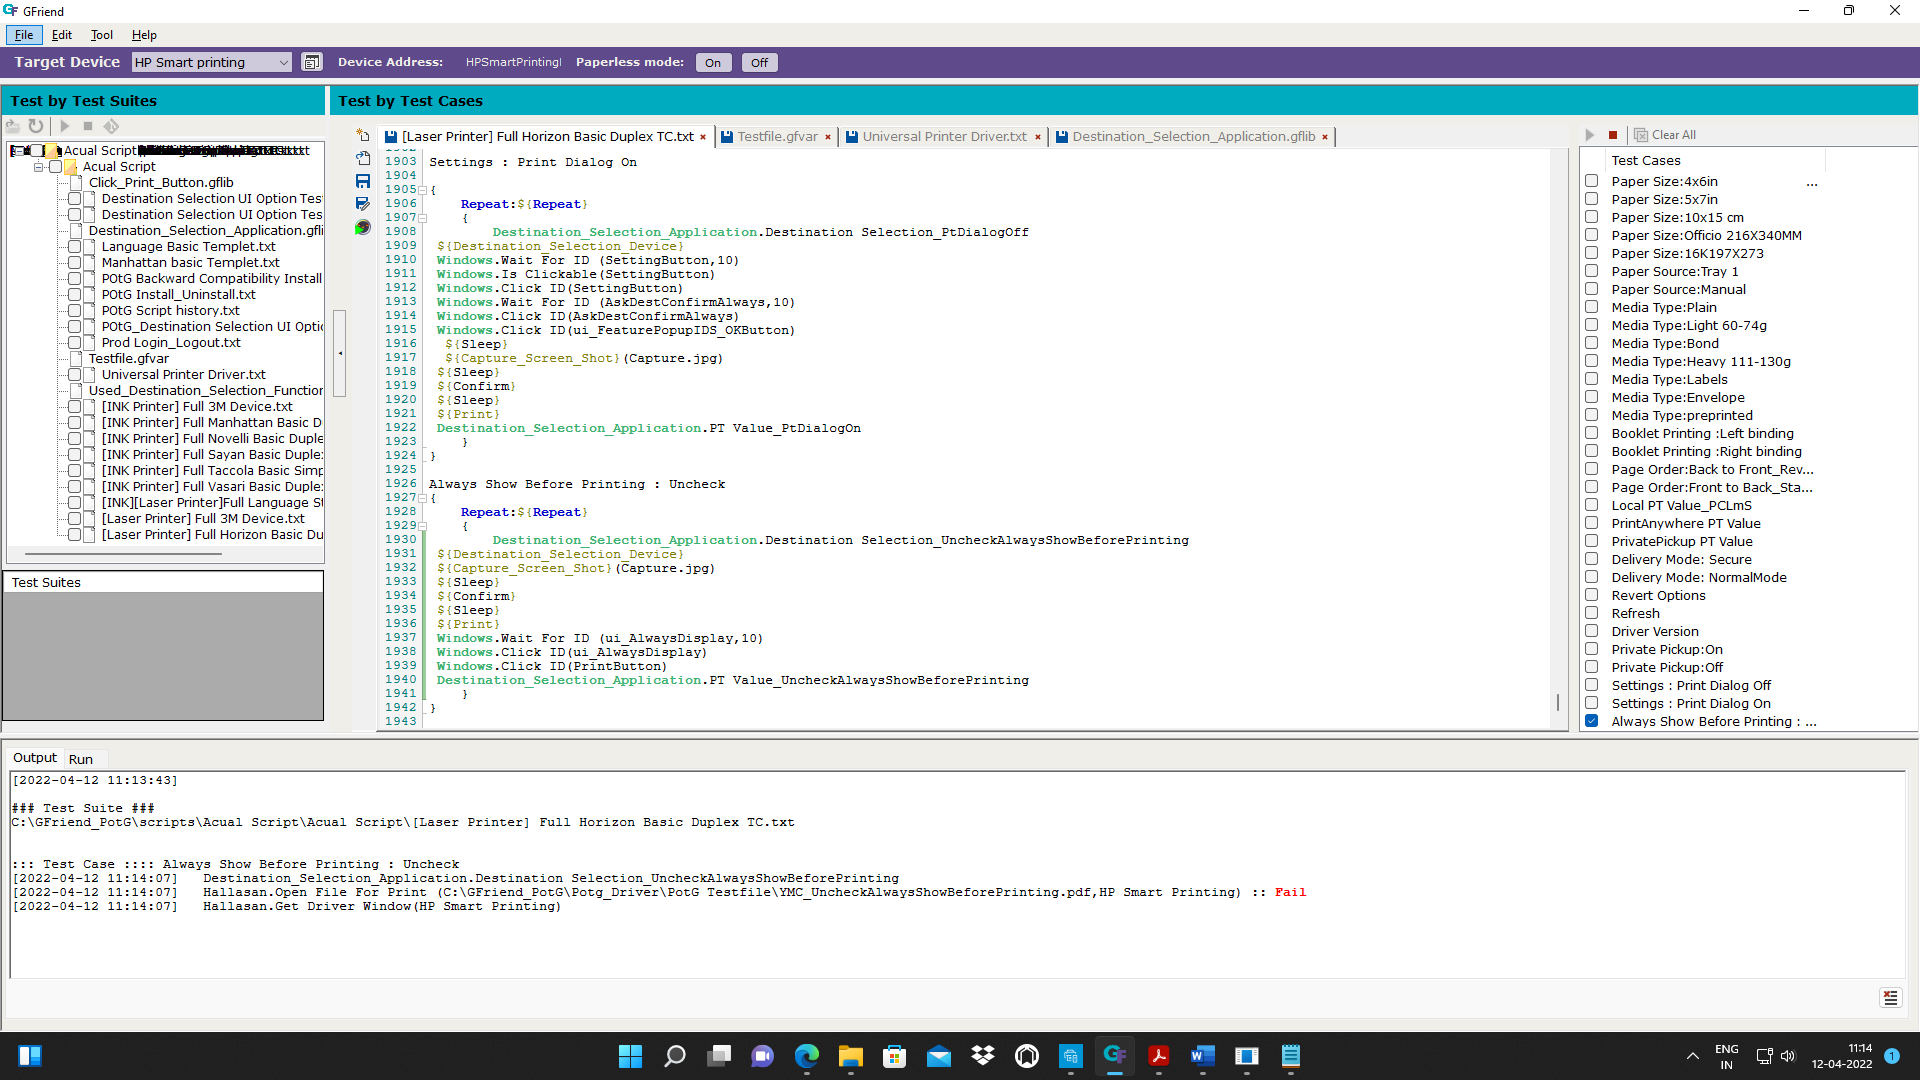 GFriend
File Edit Tool Help
Target Device HP Smart printing Device Address: HPSmartPrintingI Paperless mode: On Off
Test by Test Suites
Acual Script
Acual Script
Click_Print_Button.gflib
Destination Selection UI Option Tes
Destination Selection UI Option Tes
Destination_Selection_Application.gfli
Language Basic Templet.txt
Manhattan basic Templet.txt
POtG Backward Compatibility Install
POtG Install_Uninstall.txt
POtG Script history.txt
POtG_Destination Selection UI Optio
Prod Login_Logout.txt
Testfile.gfvar
Universal Printer Driver.txt
Used_Destination_Selection_Function
[INK Printer] Full 3M Device.txt
[INK Printer] Full Manhattan Basic D
[INK Printer] Full Novelli Basic Duple
[INK Printer] Full Sayan Basic Duple
[INK Printer] Full Taccola Basic Simp
[INK Printer] Full Vasari Basic Duple
[INK][Laser Printer]Full Language S
[Laser Printer] Full 3M Device.txt
[Laser Printer] Full Horizon Basic Du
Test Suites
Test by Test Cases
[Laser Printer] Full Horizon Basic Duplex TC.txt Testfile.gfvar Universal Printer Driver.txt Destination_Selection_Application.gflib
1903 Settings : Print Dialog On
1904
1905 {
1906 Repeat:${Repeat}
1907 {
1908 Destination_Selection_Application.Destination Selection_PtDialogOff
1909 ${Destination_Selection_Device}
1910 Windows.Wait For ID (SettingButton,10)
1911 Windows.Is Clickable(SettingButton)
1912 Windows.Click ID(SettingButton)
1913 Windows.Wait For ID (AskDestConfirmAlways,10)
1914 Windows.Click ID(AskDestConfirmAlways)
1915 Windows.Click ID(ui_FeaturePopupIDS_OKButton)
1916 ${Sleep}
1917 ${Capture_Screen_Shot}(Capture.jpg)
1918 ${Sleep}
1919 ${Confirm}
1920 ${Sleep}
1921 ${Print}
1922 Destination_Selection_Application.PT Value_PtDialogOn
1923 }
1924 }
1925
1926 Always Show Before Printing : Uncheck
1927 {
1928 Repeat:${Repeat}
1929 {
1930 Destination_Selection_Application.Destination Selection_UncheckAlwaysShowBeforePrinting
1931 ${Destination_Selection_Device}
1932 ${Capture_Screen_Shot}(Capture.jpg)
1933 ${Sleep}
1934 ${Confirm}
1935 ${Sleep}
1936 ${Print}
1937 Windows.Wait For ID (ui_AlwaysDisplay,10)
1938 Windows.Click ID(ui_AlwaysDisplay)
1939 Windows.Click ID(PrintButton)
1940 Destination_Selection_Application.PT Value_UncheckAlwaysShowBeforePrinting
1941 }
1942 }
1943
Clear All
Test Cases
Paper Size:4x6in ...
Paper Size:5x7in
Paper Size:10x15 cm
Paper Size:Officio 216X340MM
Paper Size:16K197X273
Paper Source:Tray 1
Paper Source:Manual
Media Type:Plain
Media Type:Light 60-74g
Media Type:Bond
Media Type:Heavy 111-130g
Media Type:Labels
Media Type:Envelope
Media Type:preprinted
Booklet Printing :Left binding
Booklet Printing :Right binding
Page Order:Back to Front_Rev...
Page Order:Front to Back_Sta...
Local PT Value_PCLmS
PrintAnywhere PT Value
PrivatePickup PT Value
Delivery Mode: Secure
Delivery Mode: NormalMode
Revert Options
Refresh
Driver Version
Private Pickup:On
Private Pickup:Off
Settings : Print Dialog Off
Settings : Print Dialog On
Always Show Before Printing : ...
Output Run
[2022-04-12 11:13:43]
### Test Suite ###
C:\GFriend_PotG\scripts\Acual Script\Acual Script\[Laser Printer] Full Horizon Basic Duplex TC.txt
::: Test Case :::: Always Show Before Printing : Uncheck
[2022-04-12 11:14:07] Destination_Selection_Application.Destination Selection_UncheckAlwaysShowBeforePrinting
[2022-04-12 11:14:07] Hallasan.Open File For Print (C:\GFriend_PotG\Potg_Driver\PotG Testfile\YMC_UncheckAlwaysShowBeforePrinting.pdf,HP Smart Printing) :: Fail
[2022-04-12 11:14:07] Hallasan.Get Driver Window(HP Smart Printing)
ENG
IN
11:14
12-04-2022
1